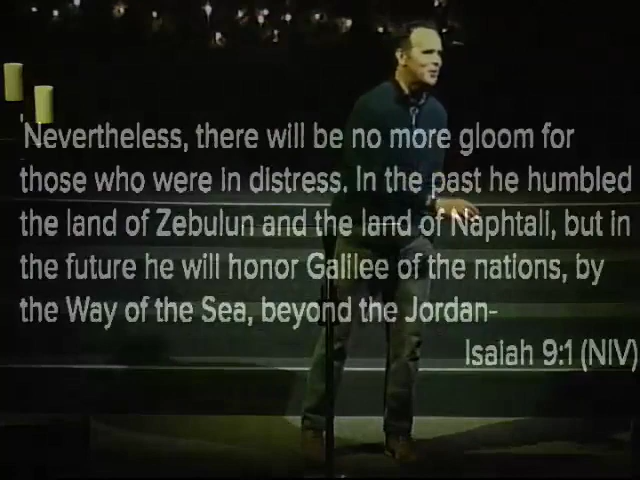 Nevertheless, there will be no more gloom for
those who were in distress. In the past he humbled
the land of Zebulun and the land of Naphtali, but in
the future he will honor Galilee of the nations, by
the Way of the Sea, beyond the Jordan-
Isaiah 9:1 (NIV)